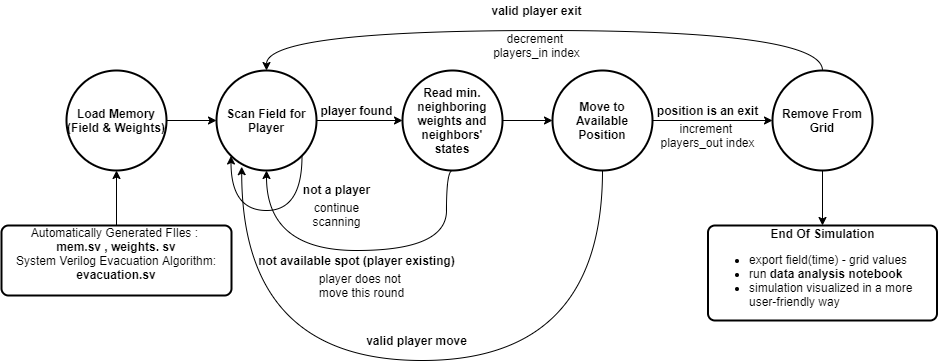 valid player exit
decrement
players_in index
Load Memory
(Field & Weights)
Scan Field for
Player
player found
Read min.
neighboring
weights and
neighbors'
states
Move to
Available
Position
position is an exit
increment
players_out index
Remove From
Grid
not a player
continue
scanning
Automatically Generated FIles :
mem.sv , weights. sv
System Verilog Evacuation Algorithm:
evacuation.sv
not available spot (player existing)
player does not
move this round
valid player move
End Of Simulation
• export field(time) - grid values
• run data analysis notebook
• simulation visualized in a more
user-friendly way